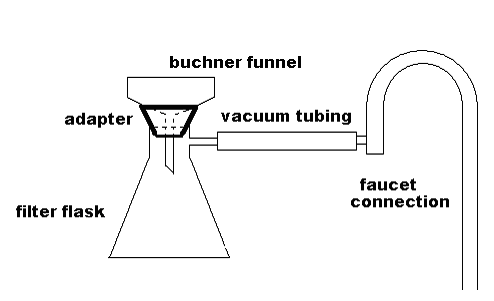 buchner funnel
adapter
vacuum tubing
faucet
connection
filter flask